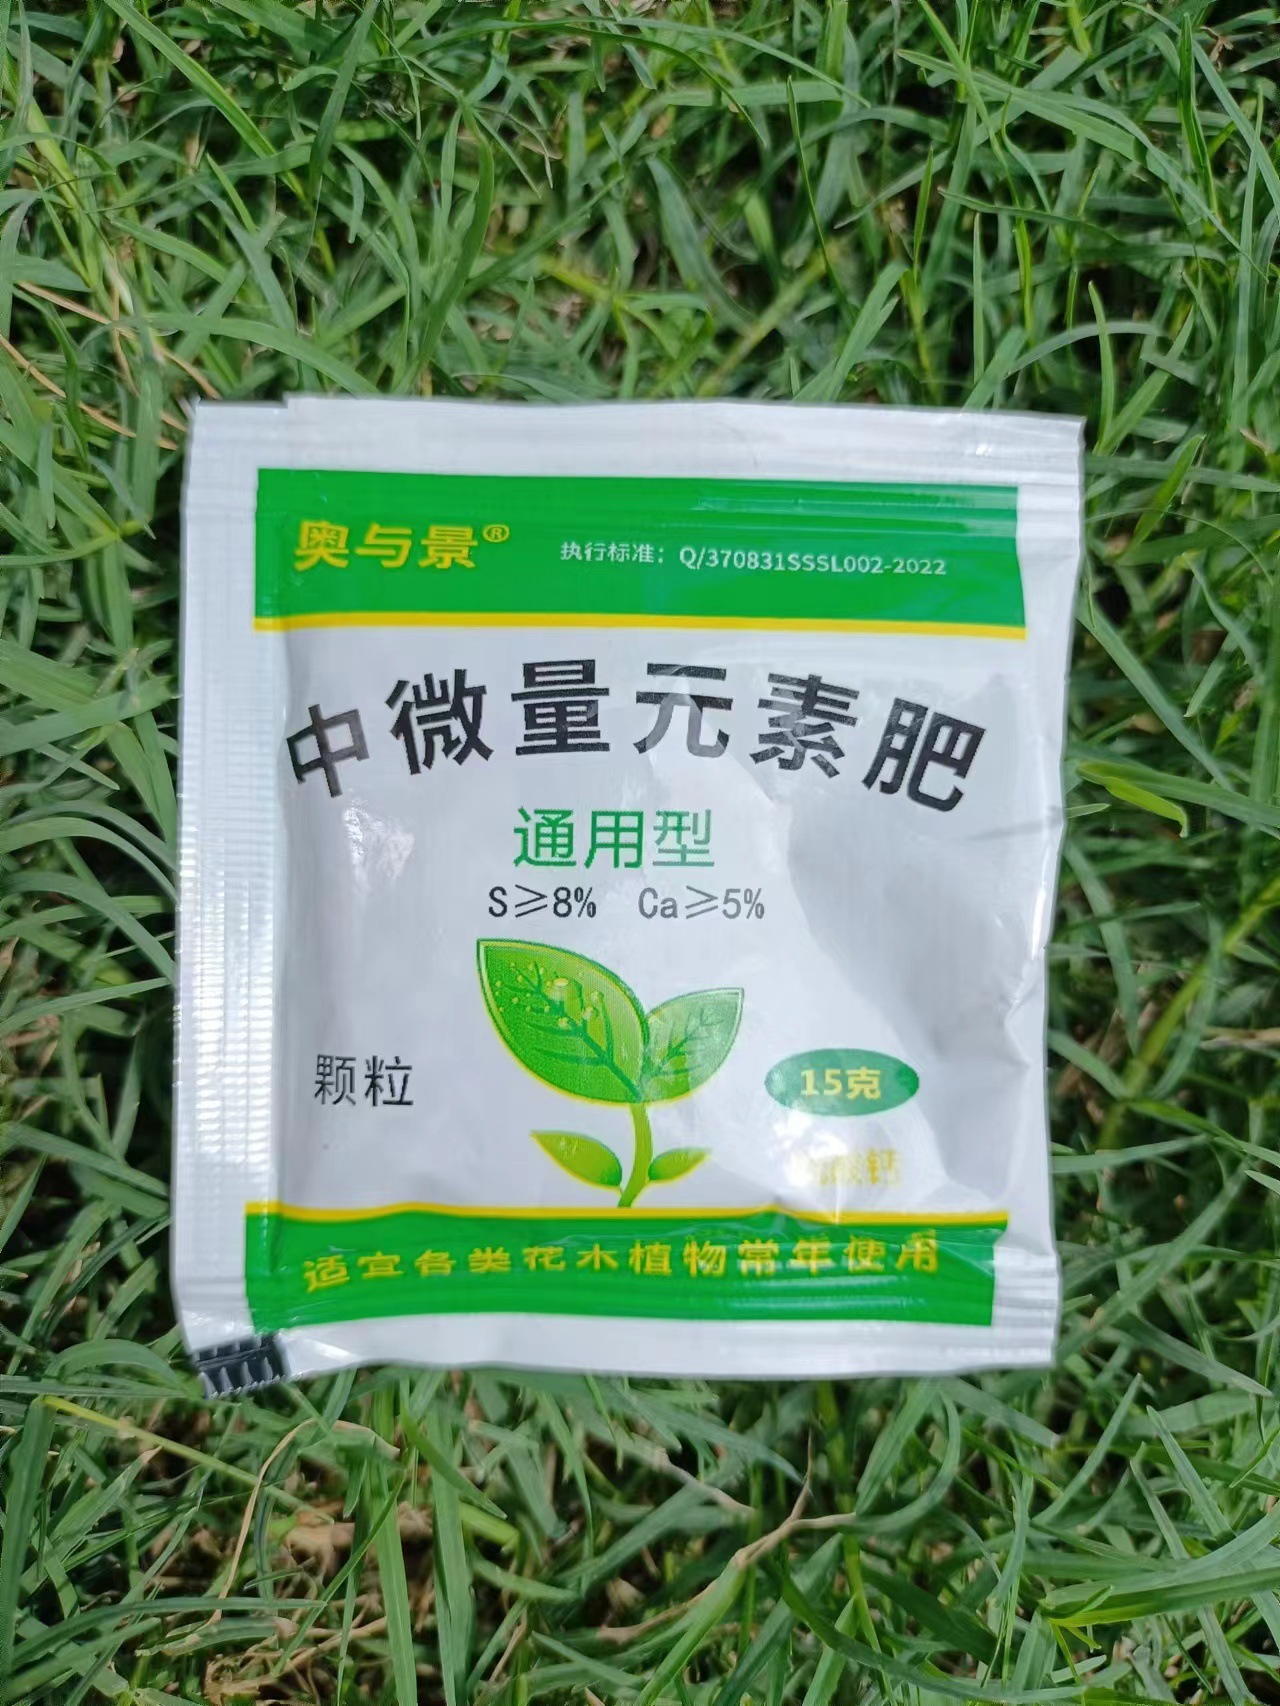 奥与景®
执行标准：Q/370831SSSL002-2022
中微量元素肥
通用型
S≥8% Ca≥5%
颗粒
15克
适宜各类花木植物常年使用